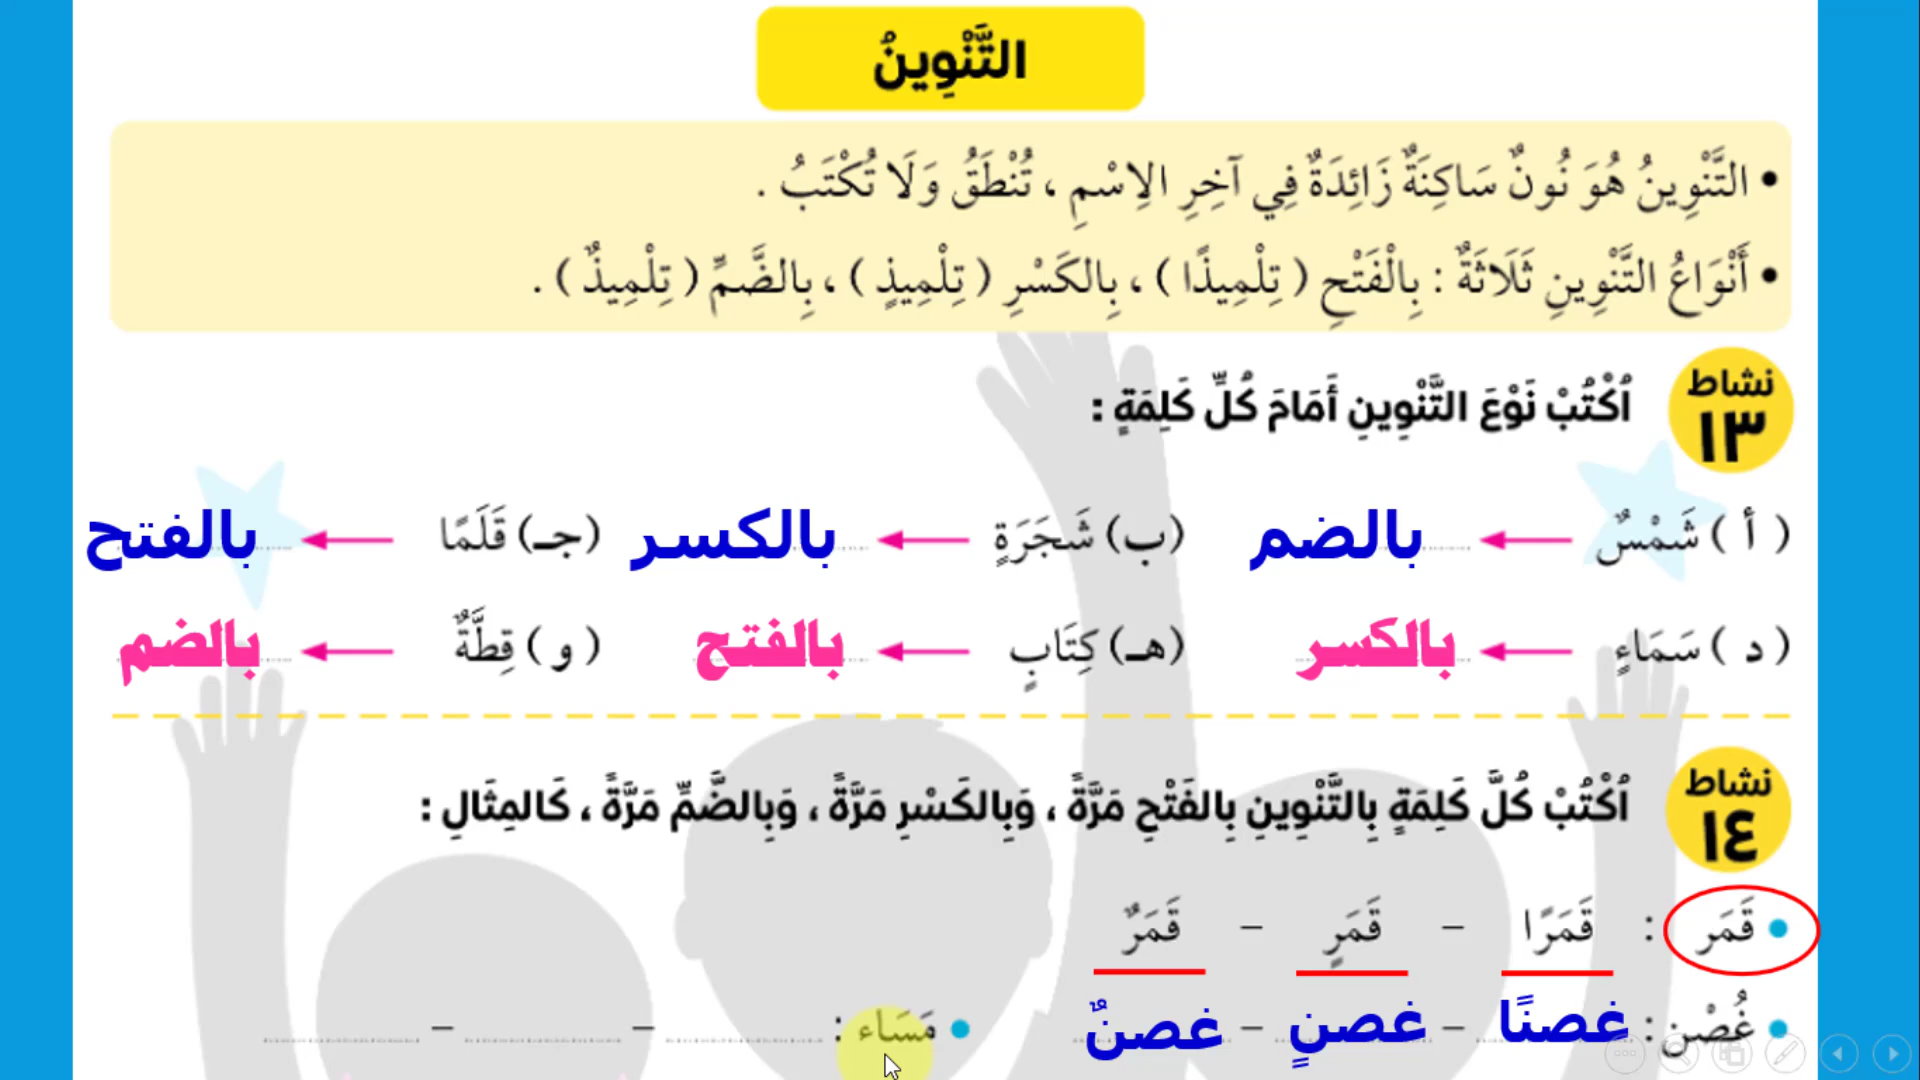 التَّنْوِينُ
• التَّنْوِينُ هُوَ نُونٌ سَاكِنَةٌ زَائِدَةٌ فِي آخِرِ الِاسْمِ ، تُنْطَقُ وَلَا تُكْتَبُ .
• أَنْوَاعُ التَّنْوِينِ ثَلَاثَةٌ : بِالْفَتْحِ ( تِلْمِيذًا ) ، بِالكَسْرِ ( تِلْمِيذٍ ) ، بِالضَّمِّ ( تِلْمِيذٌ ) .
نشاط ١٣ اُكْتُبْ نَوْعَ التَّنْوِينِ أَمَامَ كُلِّ كَلِمَةٍ :
( أ ) شَمْسٌ بالضم (ب) شَجَرَةٍ بالكسر (جـ) قَلَمًا بالفتح
( د ) سَمَاءٍ بالكسر (هـ) كِتَابٍ بالفتح ( و ) قِطَّةٌ بالضم
نشاط ١٤ اُكْتُبْ كُلَّ كَلِمَةٍ بِالتَّنْوِينِ بِالفَتْحِ مَرَّةً ، وَبِالكَسْرِ مَرَّةً ، وَبِالضَّمِّ مَرَّةً ، كَالمِثَالِ :
• قَمَر : قَمَرًا – قَمَرٍ – قَمَرٌ
• غُصْن : غصنًا – غصنٍ – غصنٌ • مَسَاء : ........ – ........ – ........